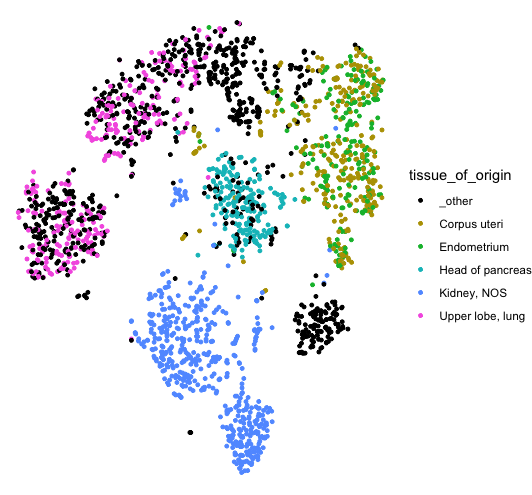 tissue_of_origin
_other
Corpus uteri
Endometrium
Head of pancreas
Kidney, NOS
Upper lobe, lung